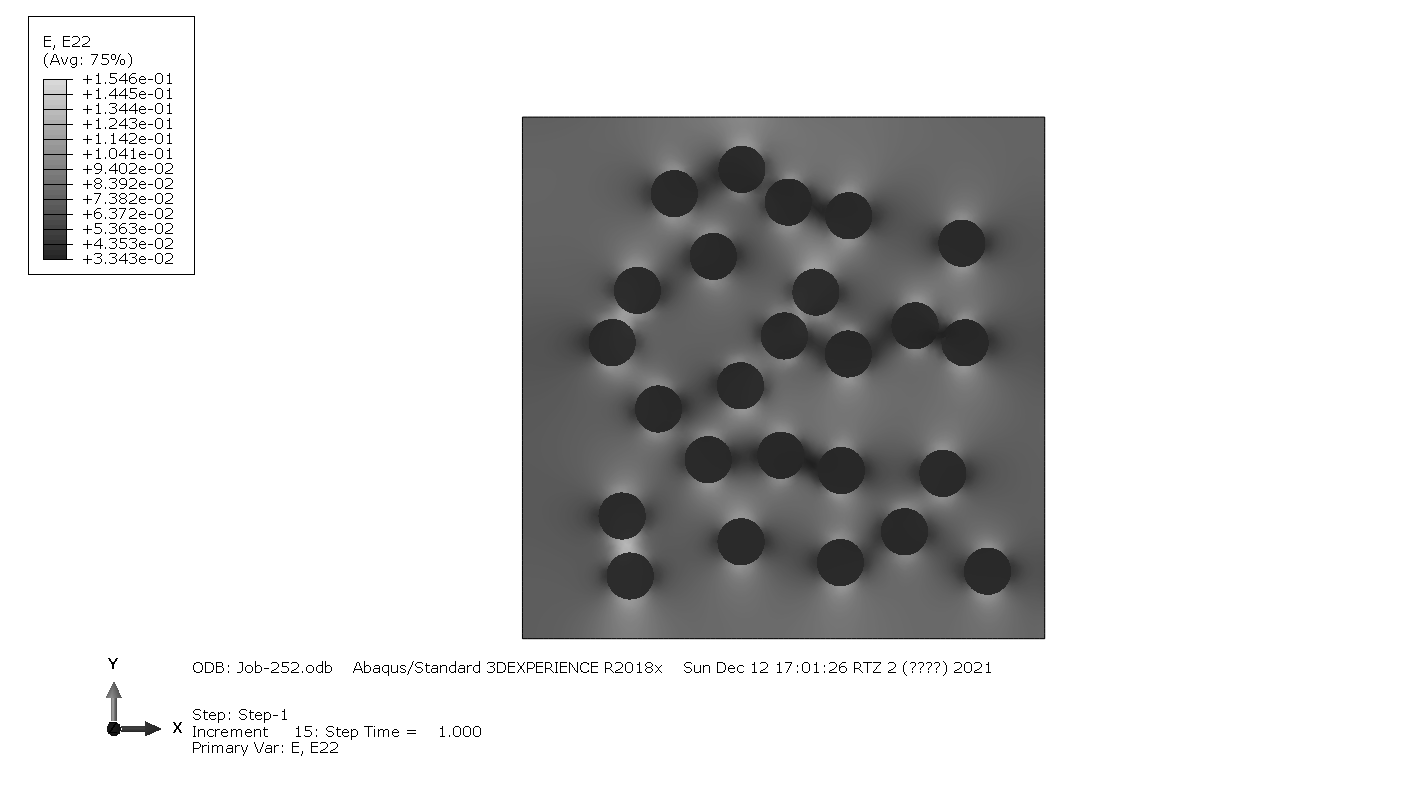 E, E22
(Avg: 75%)
+1.546e-01
+1.445e-01
+1.344e-01
+1.243e-01
+1.142e-01
+1.041e-01
+9.402e-02
+8.392e-02
+7.382e-02
+6.372e-02
+5.363e-02
+4.353e-02
+3.343e-02
Y
X
ODB: Job-252.odb Abaqus/Standard 3DEXPERIENCE R2018x Sun Dec 12 17:01:26 RTZ 2 (????) 2021
Step: Step-1
Increment 15: Step Time = 1.000
Primary Var: E, E22